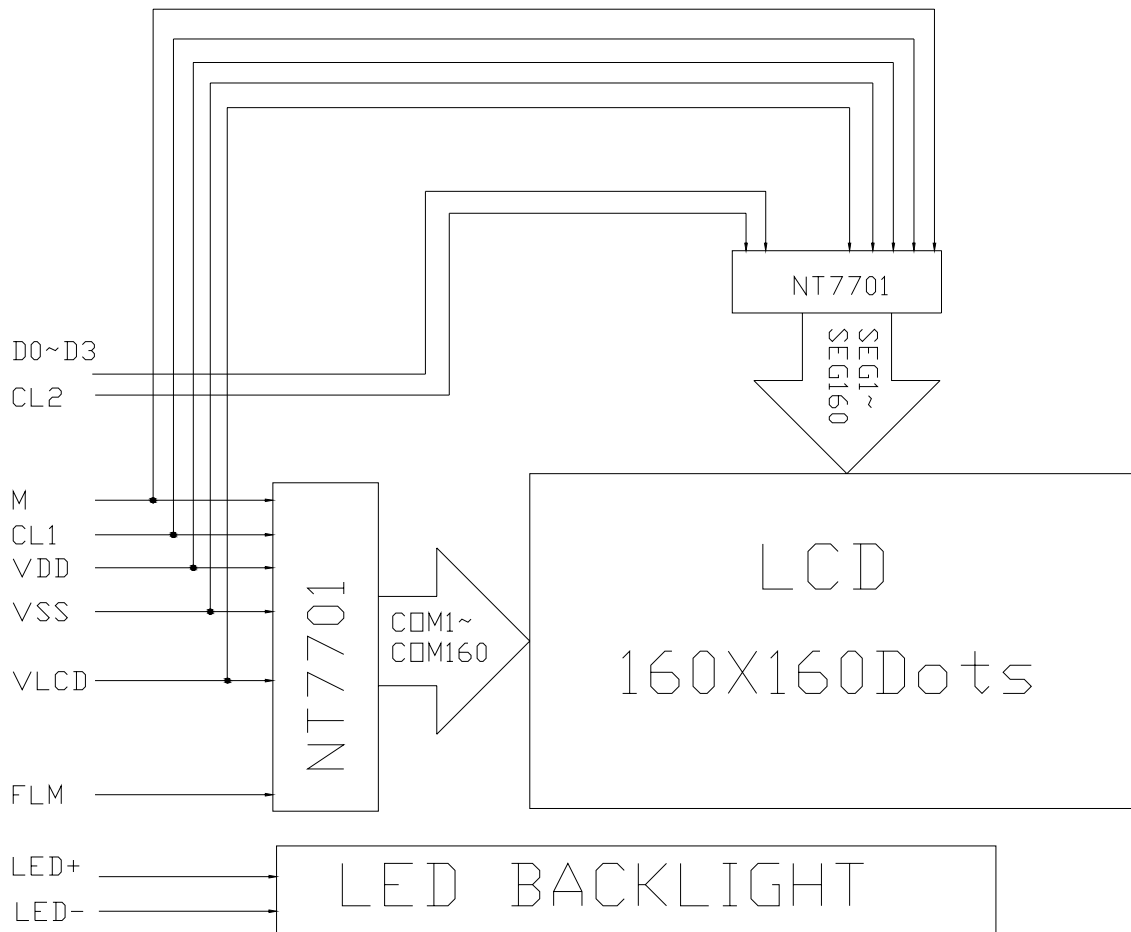 NT7701
D0~D3
SEG1~
SEG160
CL2
M
CL1
LCD
VDD
NT7701
VSS
COM1~
COM160
VLCD
160X160Dots
FLM
LED+
LED BACKLIGHT
LED-